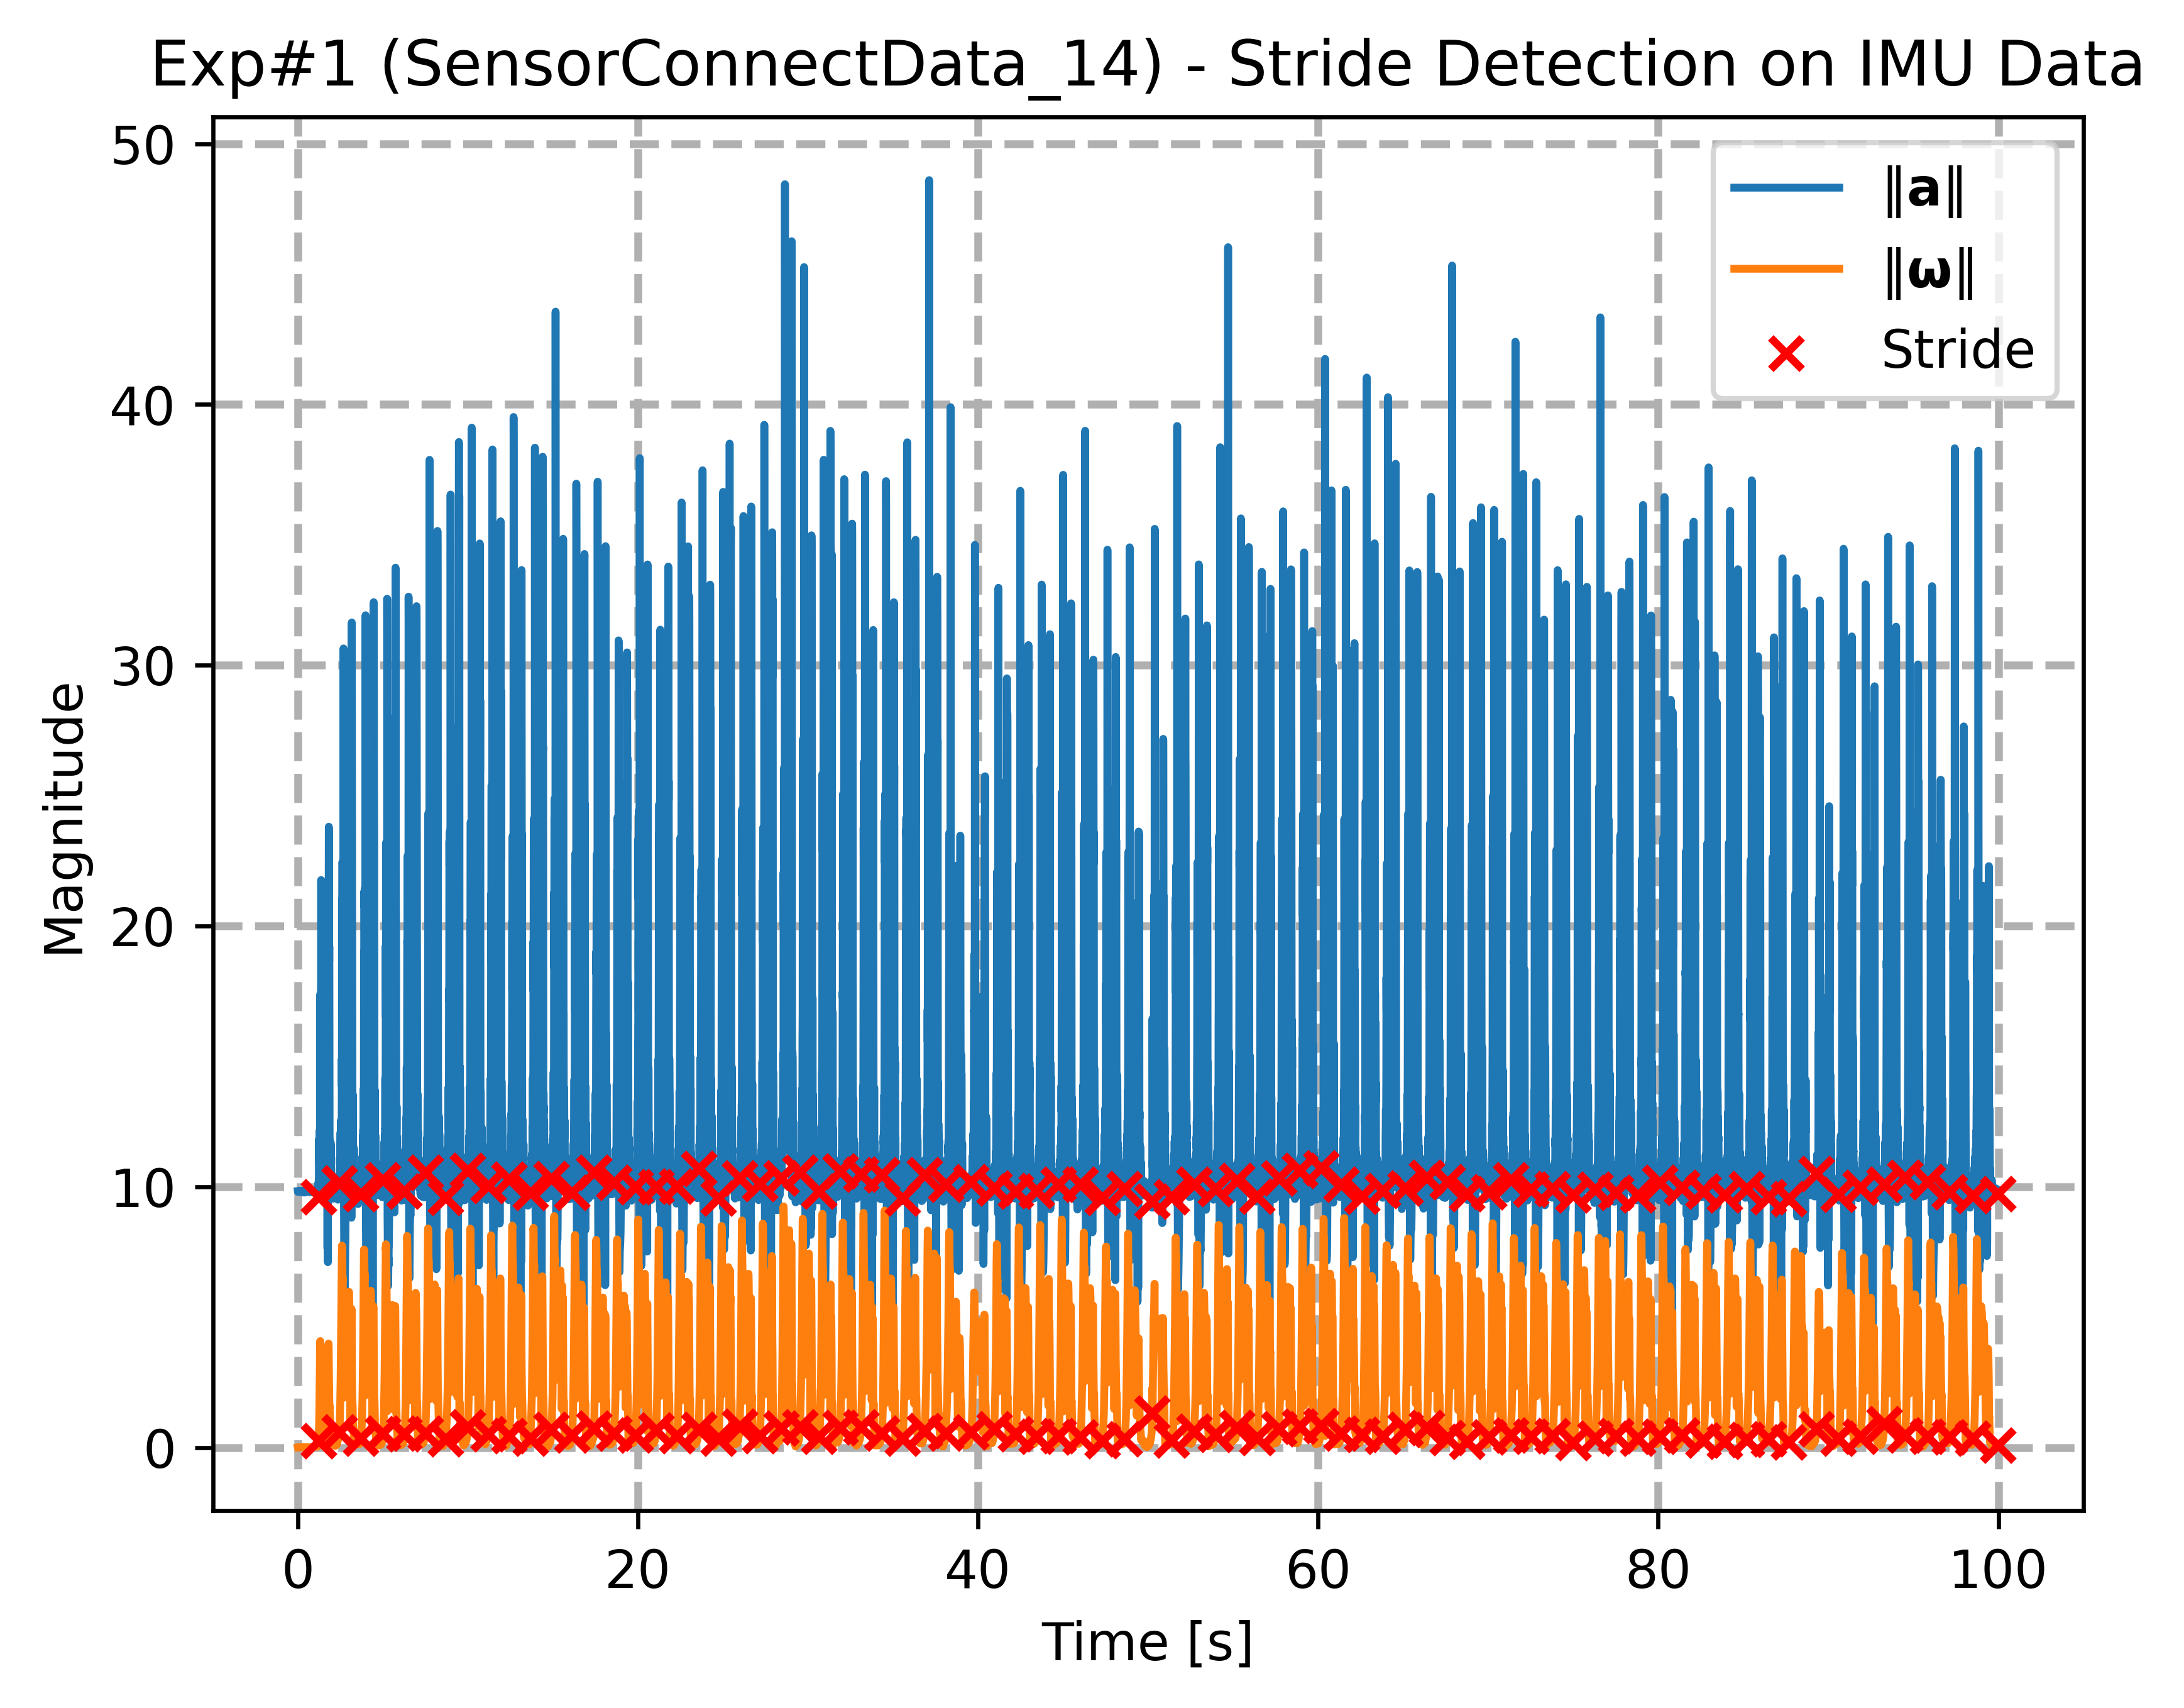 Exp#1 (SensorConnectData_14) - Stride Detection on IMU Data
50
40
30
20
10
0
Magnitude
‖a‖
‖ω‖
Stride
0 20 40 60 80 100
Time [s]